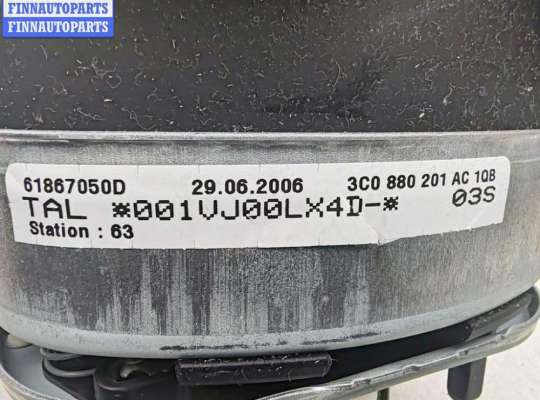 FINNAUTOPARTS
FINNAUTOPARTS
61867050D 29.06.2006 3C0 880 201 AC 1QB
TAL *001VJ00LX4D-* 03S
Station : 63